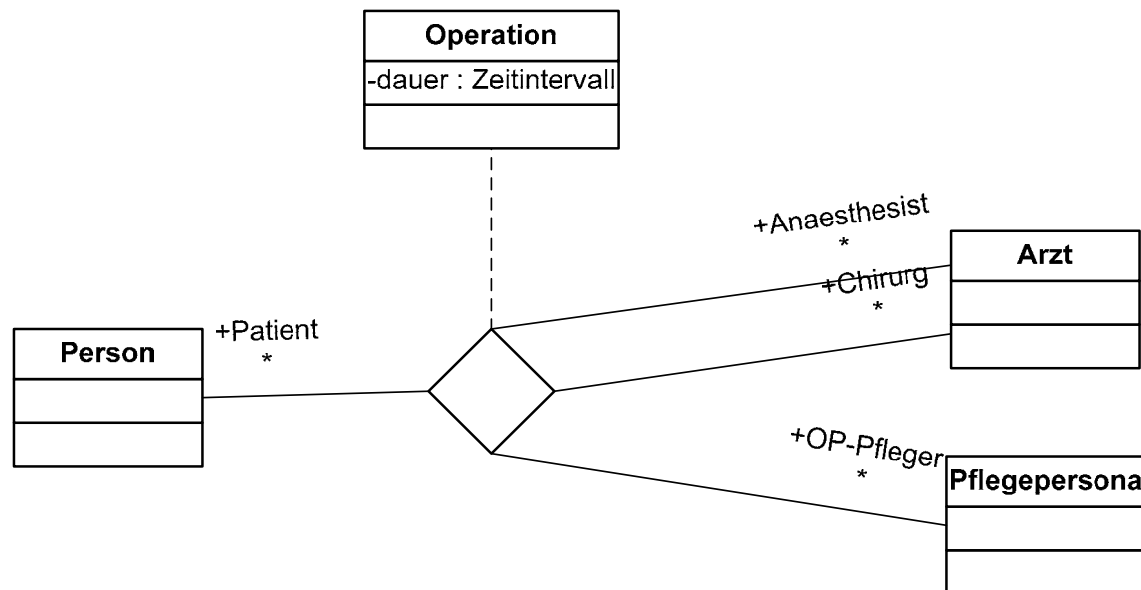 Operation
-dauer : Zeitintervall
+Anaesthesist
*
Arzt
+Chirurg
*
+Patient
*
Person
+OP-Pfleger
*
Pflegepersona